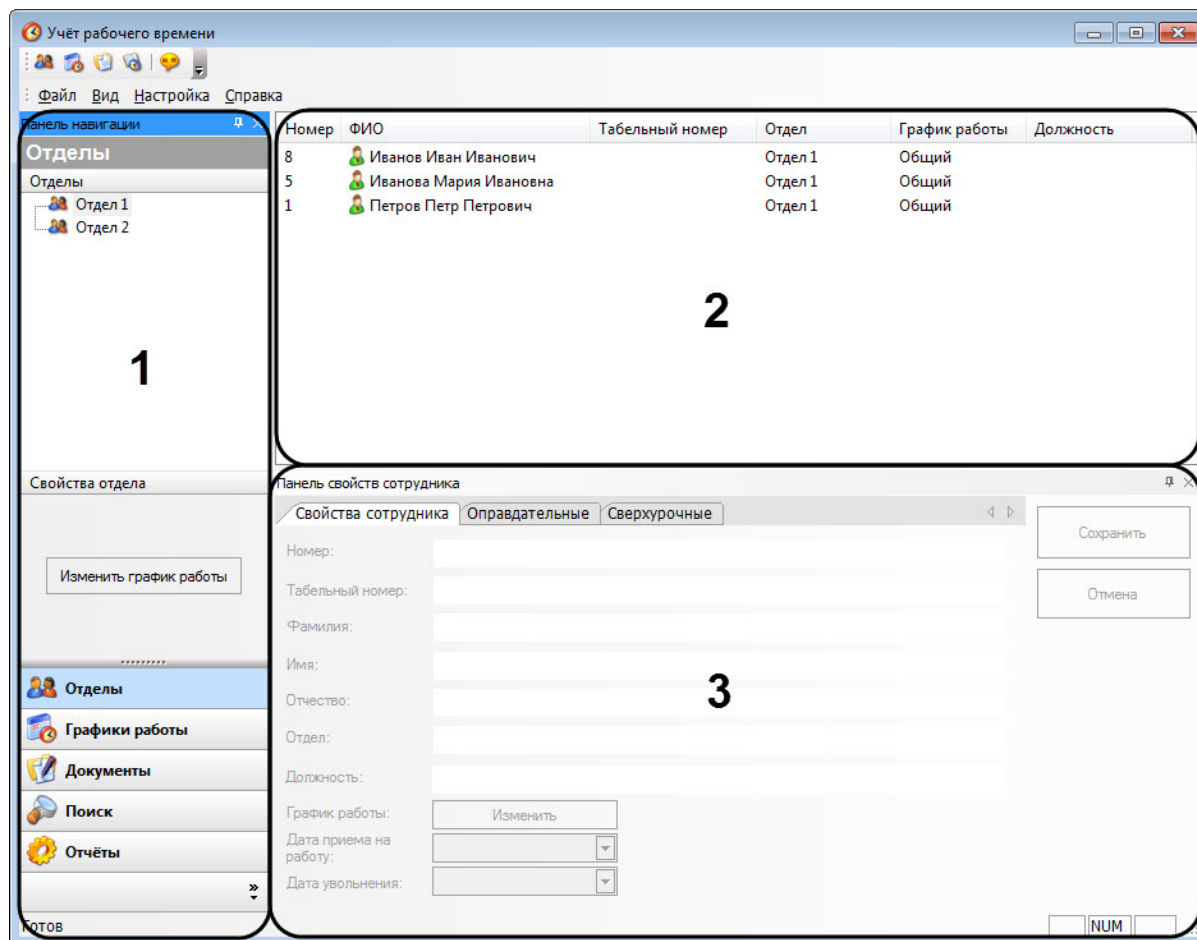 Учёт рабочего времени
Файл Вид Настройка Справка
Панель навигации
Отделы
Отделы
Отдел 1
Отдел 2
1
Свойства отдела
Изменить график работы
Отделы
Графики работы
Документы
Поиск
Отчёты
Готов
Номер ФИО Табельный номер Отдел График работы Должность
8 Иванов Иван Иванович Отдел 1 Общий
5 Иванова Мария Ивановна Отдел 1 Общий
1 Петров Петр Петрович Отдел 1 Общий
2
Панель свойств сотрудника
Свойства сотрудника Оправдательные Сверхурочные
Сохранить
Отмена
Номер:
Табельный номер:
Фамилия:
Имя:
3
Отчество:
Отдел:
Должность:
График работы: Изменить
Дата приема на
работу:
Дата увольнения:
NUM